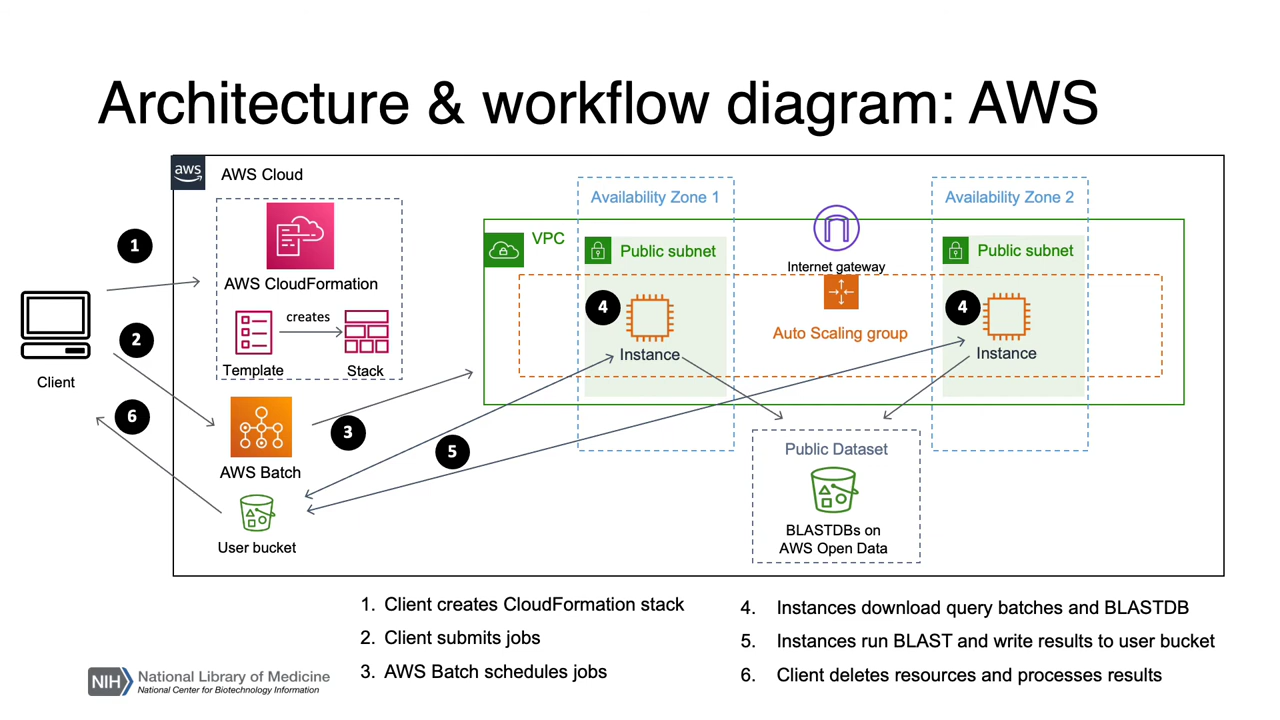 Architecture & workflow diagram: AWS
aws
AWS Cloud
Availability Zone 1
Availability Zone 2
1
VPC
Public subnet
Public subnet
Internet gateway
AWS CloudFormation
4
4
creates
Auto Scaling group
2
Instance
Instance
Template
Stack
Client
6
3
5
Public Dataset
AWS Batch
BLASTDBs on
AWS Open Data
User bucket
1. Client creates CloudFormation stack
2. Client submits jobs
3. AWS Batch schedules jobs
4. Instances download query batches and BLASTDB
5. Instances run BLAST and write results to user bucket
6. Client deletes resources and processes results
NIH
National Library of Medicine
National Center for Biotechnology Information